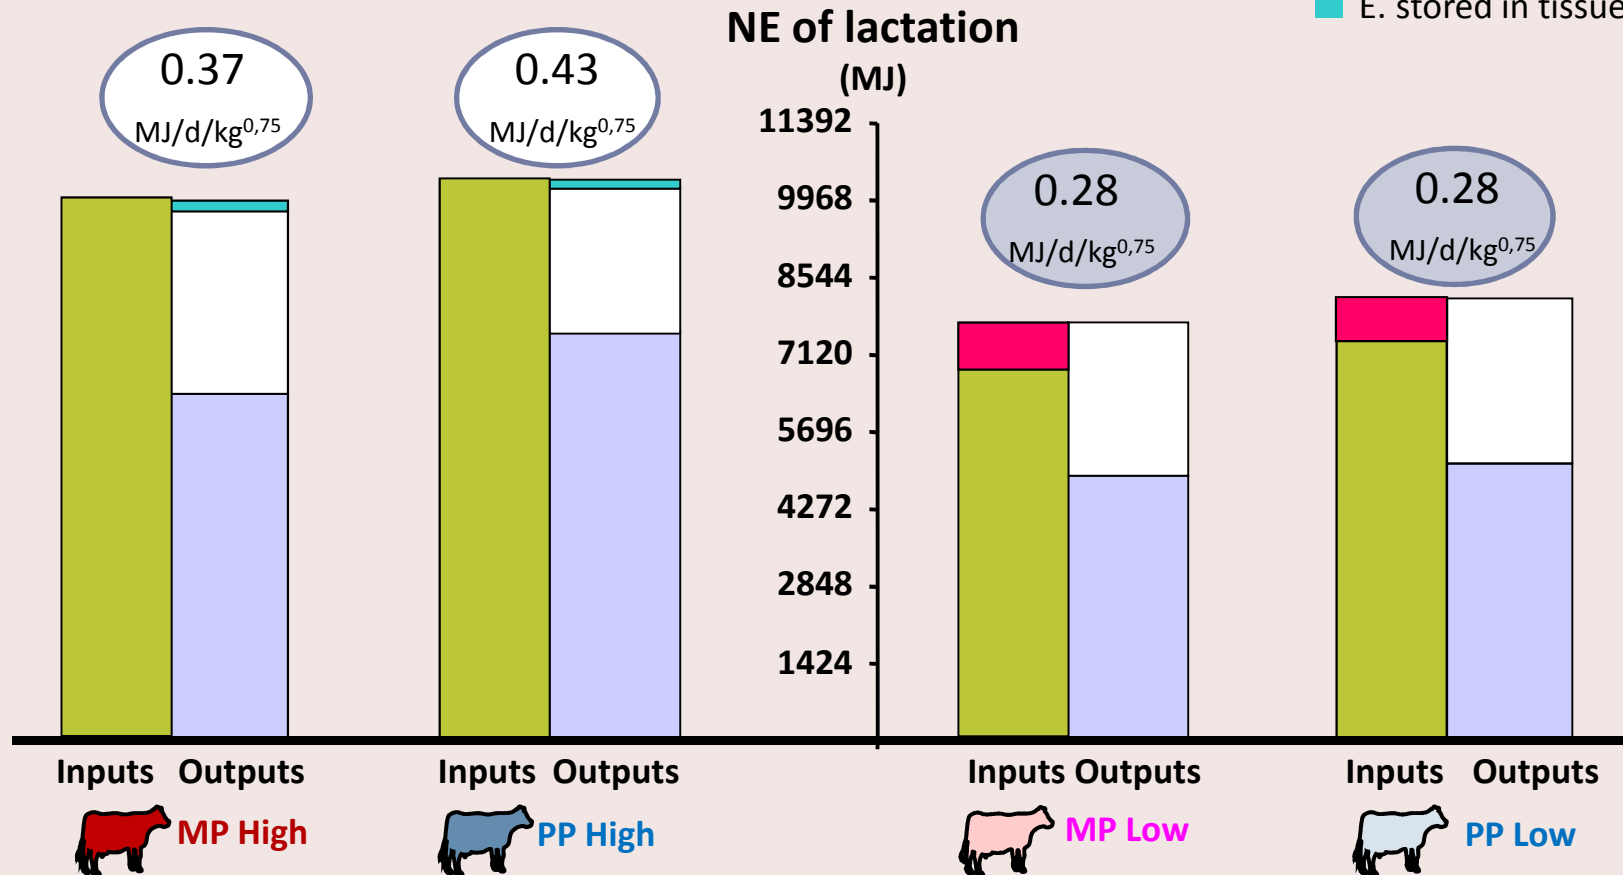 E. stored in tissue
NE of lactation
(MJ)
0.37
MJ/d/kg0,75
0.43
MJ/d/kg0,75
0.28
MJ/d/kg0,75
0.28
MJ/d/kg0,75
11392
9968
8544
7120
5696
4272
2848
1424
Inputs Outputs
Inputs Outputs
Inputs Outputs
Inputs Outputs
MP High
PP High
MP Low
PP Low